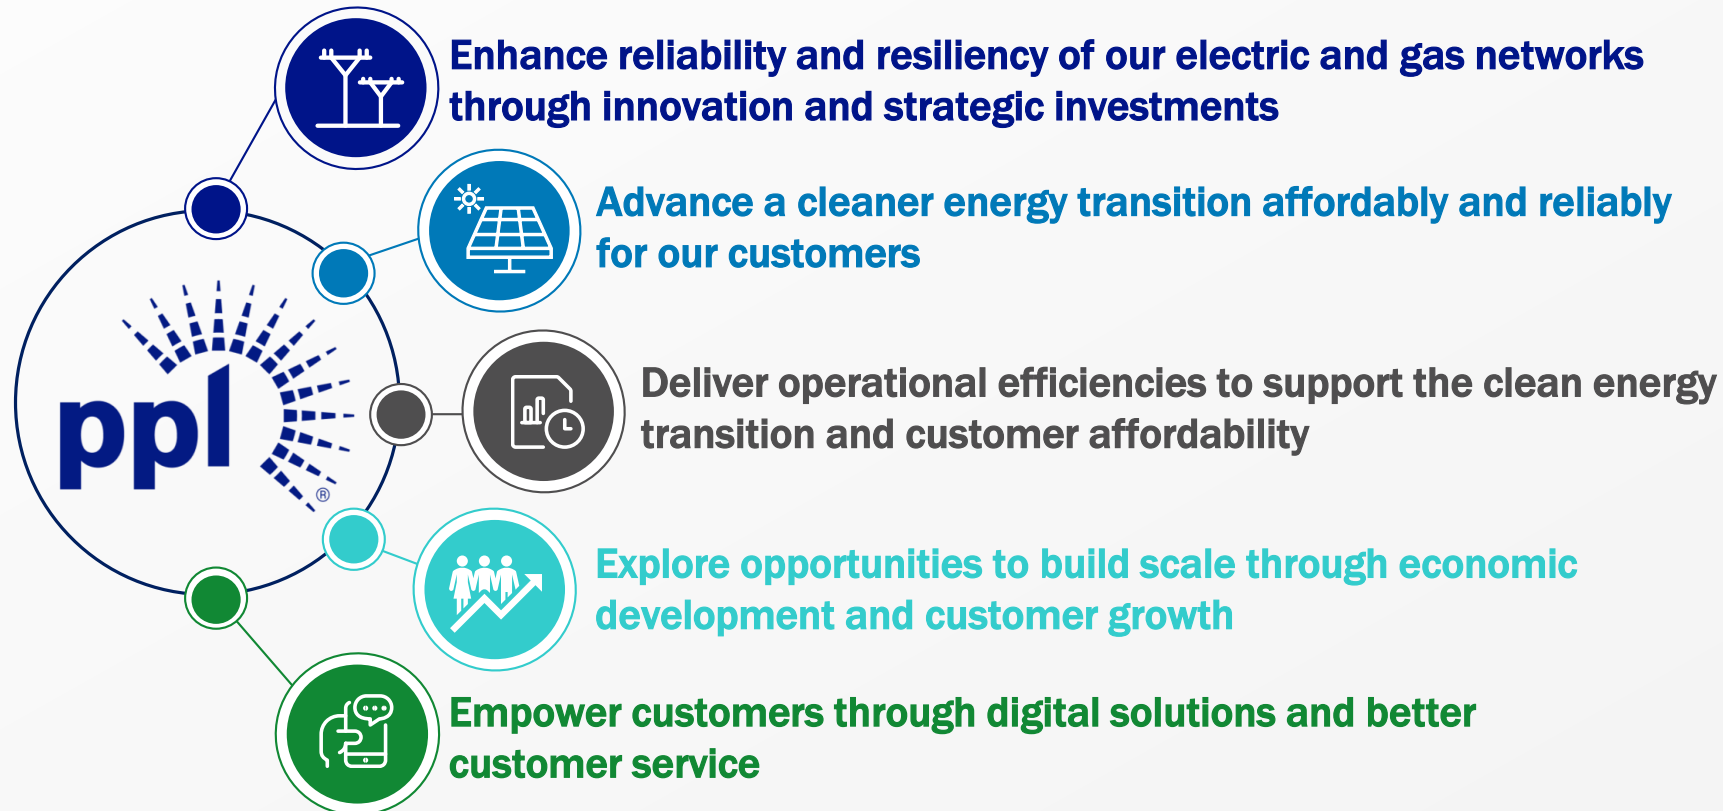 Enhance reliability and resiliency of our electric and gas networks
through innovation and strategic investments
Advance a cleaner energy transition affordably and reliably
for our customers
ppl
®
Deliver operational efficiencies to support the clean energy
transition and customer affordability
Explore opportunities to build scale through economic
development and customer growth
Empower customers through digital solutions and better
customer service